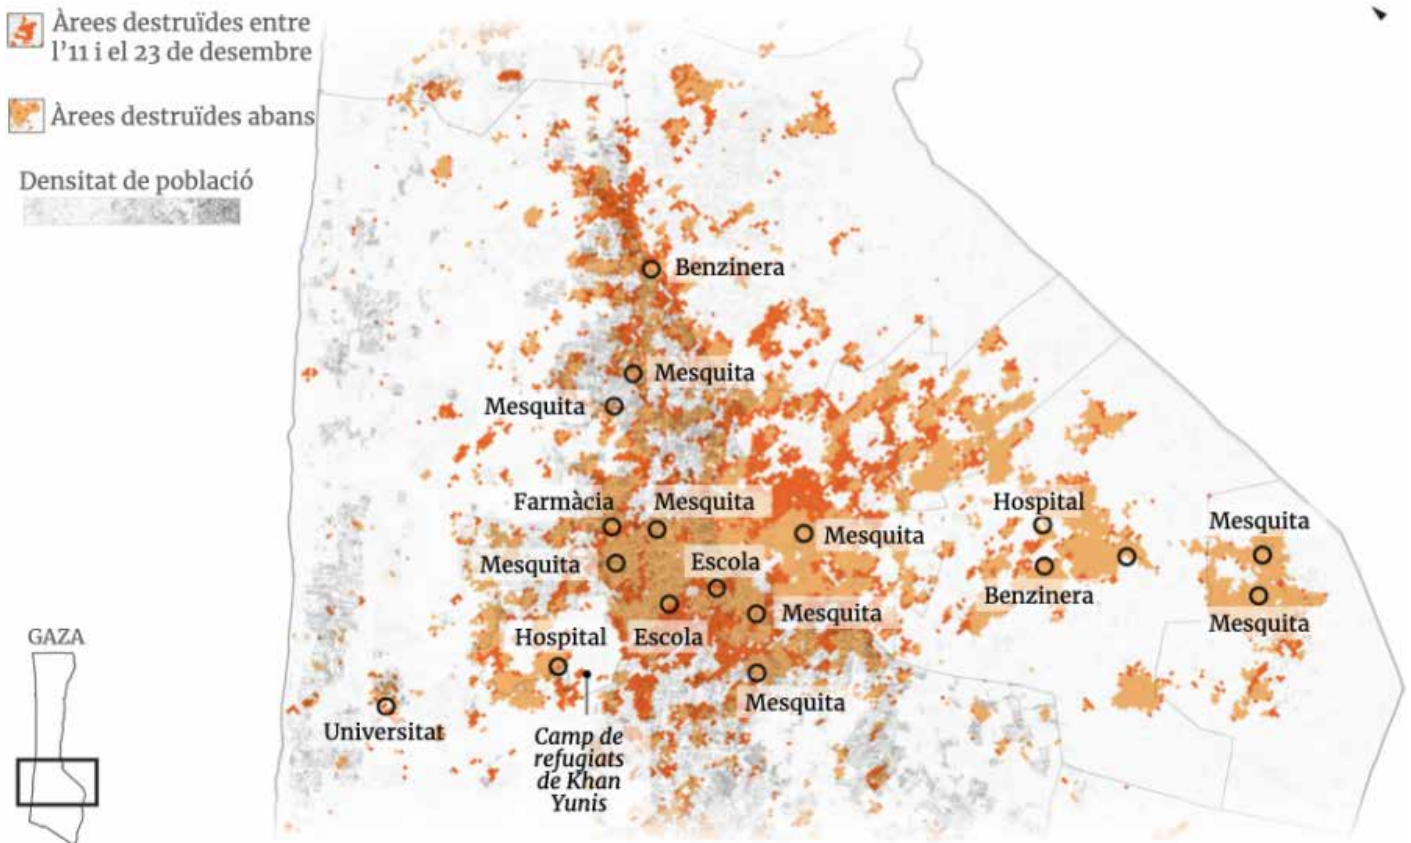 Àrees destruïdes entre
l'11 i el 23 de desembre
Àrees destruïdes abans
Densitat de població
Benzinera
Mesquita
Mesquita
Farmàcia
Mesquita
Mesquita
Hospital
Mesquita
Mesquita
Escola
Benzinera
Mesquita
Mesquita
Hospital
Escola
Mesquita
Universitat
Camp de
refugiats
de Khan
Yunis
GAZA